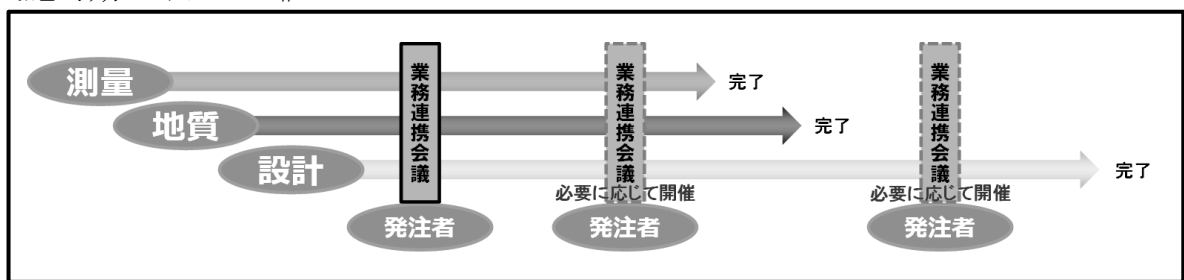 測量
地質
設計
業務連携会議
業務連携会議
業務連携会議
完了
完了
完了
必要に応じて開催
必要に応じて開催
発注者
発注者
発注者